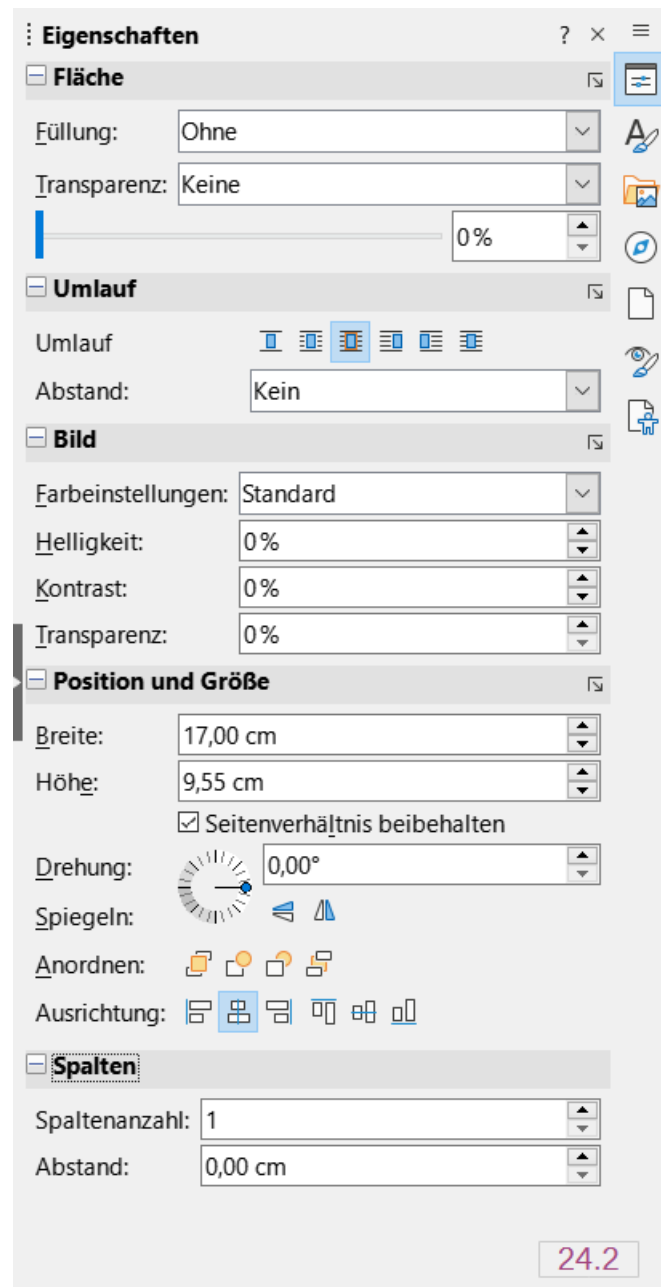 Eigenschaften ? ×
Fläche
Füllung: Ohne
Transparenz: Keine
0 %
Umlauf
Umlauf
Abstand: Kein
Bild
Farbeinstellungen: Standard
Helligkeit: 0 %
Kontrast: 0 %
Transparenz: 0 %
Position und Größe
Breite: 17,00 cm
Höhe: 9,55 cm
Seitenverhältnis beibehalten
Drehung: 0,00°
Spiegeln:
Anordnen:
Ausrichtung:
Spalten
Spaltenanzahl: 1
Abstand: 0,00 cm
24.2